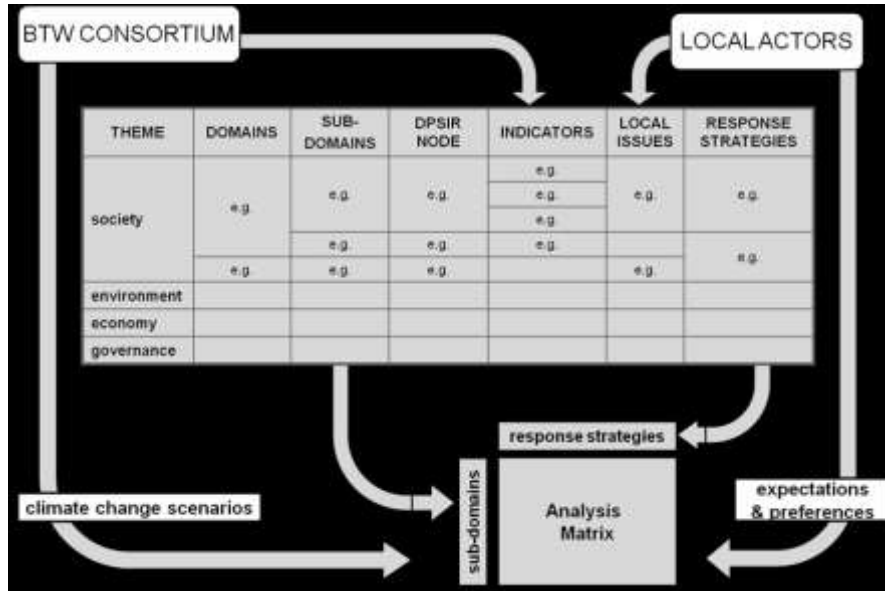 BTW CONSORTIUM
LOCAL ACTORS
THEME DOMAINS SUB-DOMAINS DPSIR NODE INDICATORS LOCAL ISSUES RESPONSE STRATEGIES
e.g.
e.g. e.g. e.g. e.g. e.g. e.g.
society
e.g.
e.g. e.g. e.g. e.g.
e.g. e.g. e.g. e.g.
environment
economy
governance
response strategies
sub-domains
Analysis
Matrix
climate change scenarios
expectations
& preferences